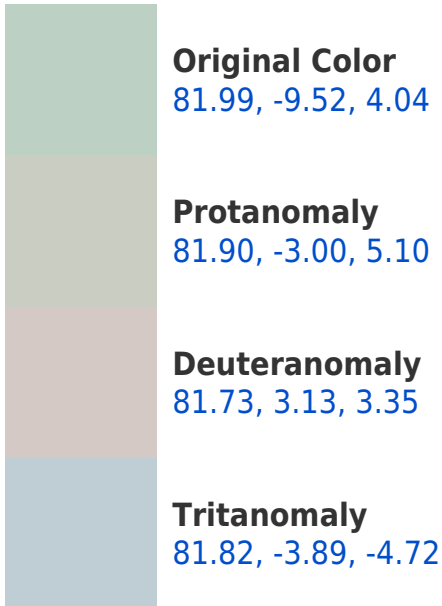 Original Color
81.99, -9.52, 4.04
Protanomaly
81.90, -3.00, 5.10
Deuteranomaly
81.73, 3.13, 3.35
Tritanomaly
81.82, -3.89, -4.72